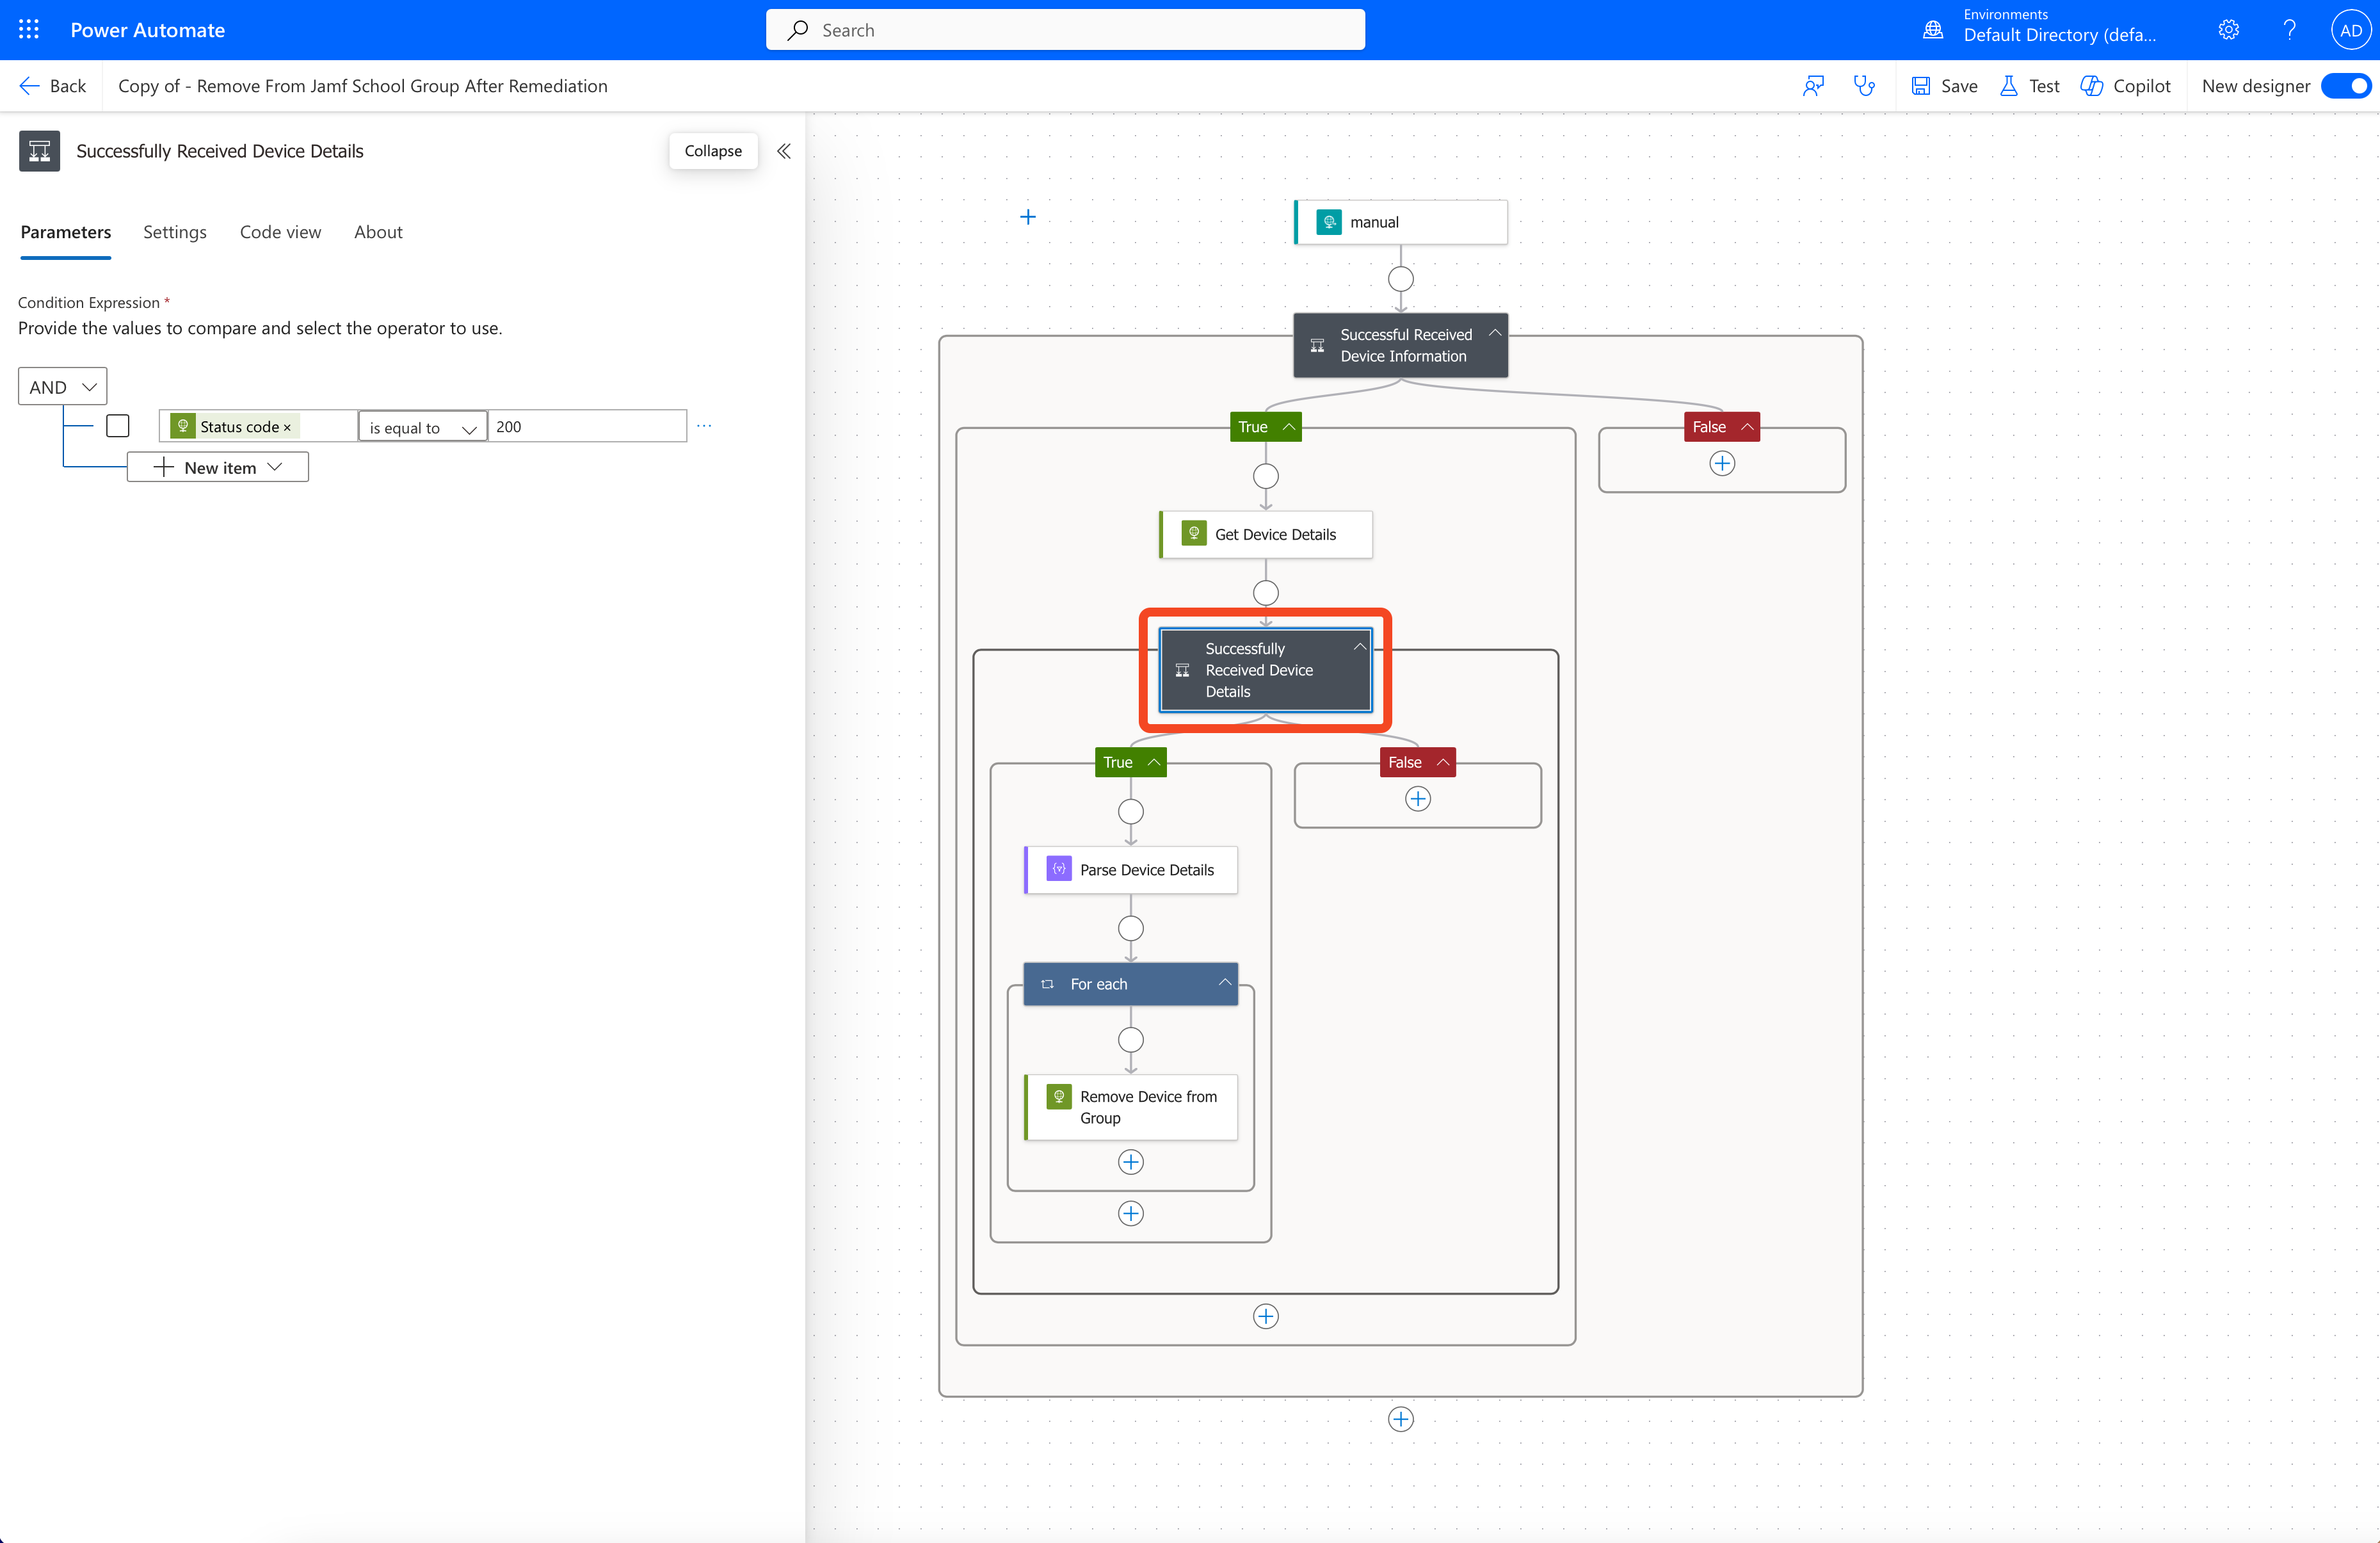 Power Automate
Search
Environments
Default Directory (defa...
?
AD
Back
Copy of - Remove From Jamf School Group After Remediation
Save
Test
Copilot
New designer
Successfully Received Device Details
Collapse
Parameters
Settings
Code view
About
Condition Expression *
Provide the values to compare and select the operator to use.
AND
Status code ×
is equal to
200
...
New item
manual
Successful Received
Device Information
True
False
Get Device Details
Successfully
Received Device
Details
True
False
Parse Device Details
For each
Remove Device from
Group